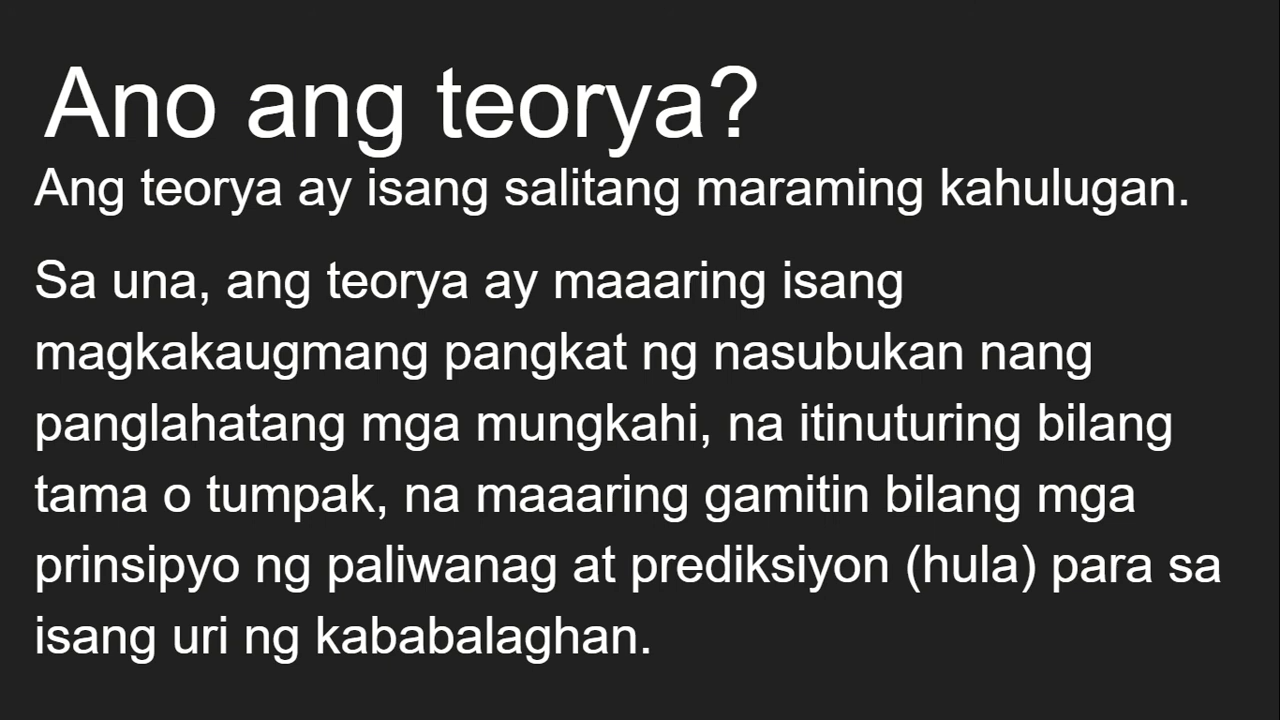 Ano ang teorya?
Ang teorya ay isang salitang maraming kahulugan.
Sa una, ang teorya ay maaaring isang
magkakaugmang pangkat ng nasubukan nang
panglahatang mga mungkahi, na itinuturing bilang
tama o tumpak, na maaaring gamitin bilang mga
prinsipyo ng paliwanag at prediksiyon (hula) para sa
isang uri ng kababalaghan.